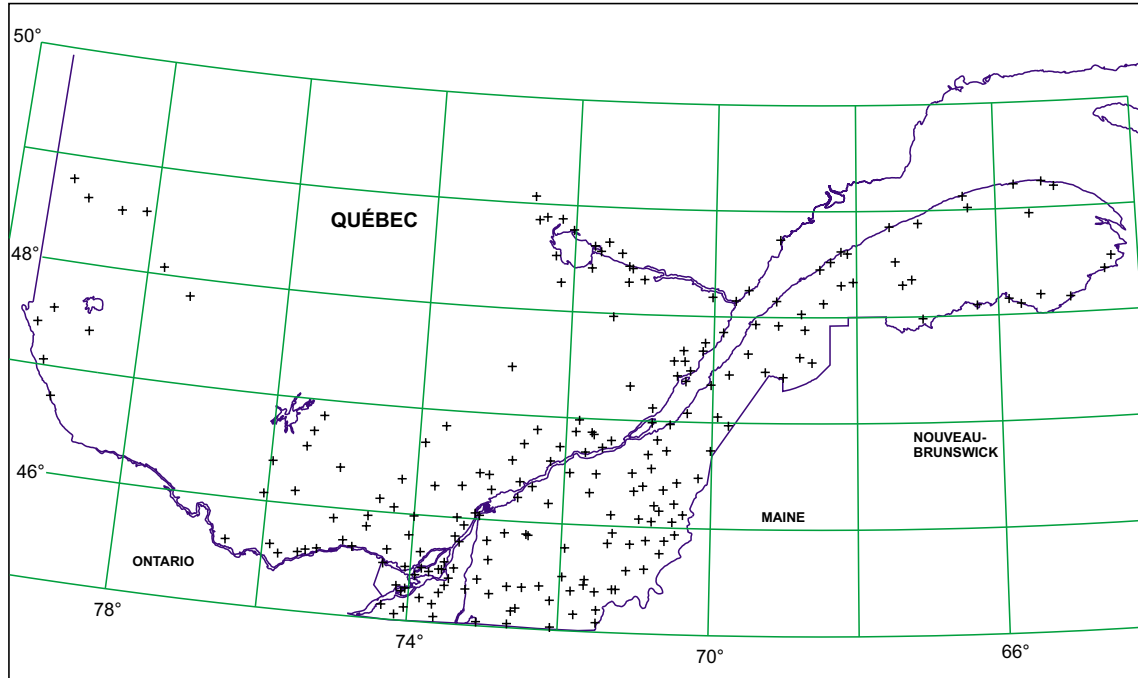 50°
QUÉBEC
48°
NOUVEAU-
BRUNSWICK
46°
MAINE
ONTARIO
78°
74°
70°
66°